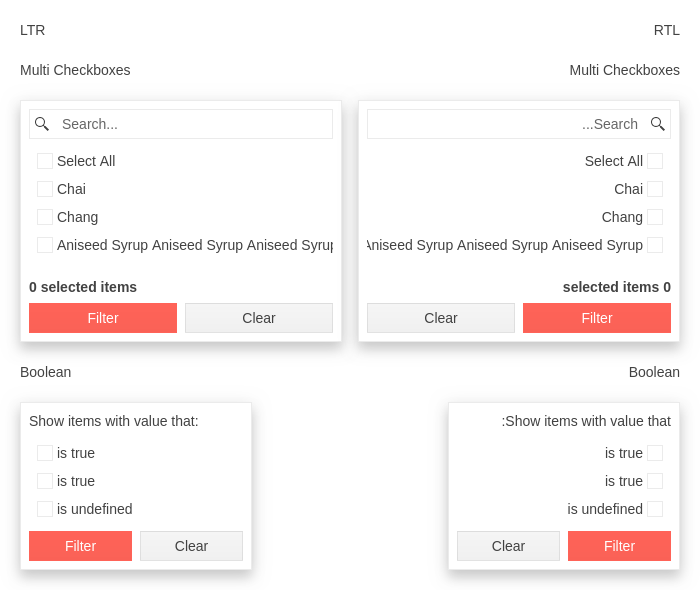 LTR
Multi Checkboxes
Search...
Select All
Chai
Chang
Aniseed Syrup Aniseed Syrup Aniseed Syrup
0 selected items
Filter Clear
Boolean
Show items with value that:
is true
is true
is undefined
Filter Clear
RTL
Multi Checkboxes
...Search
Select All
Chai
Chang
Aniseed Syrup Aniseed Syrup Aniseed Syrup
selected items 0
Clear Filter
Boolean
:Show items with value that
is true
is true
is undefined
Clear Filter